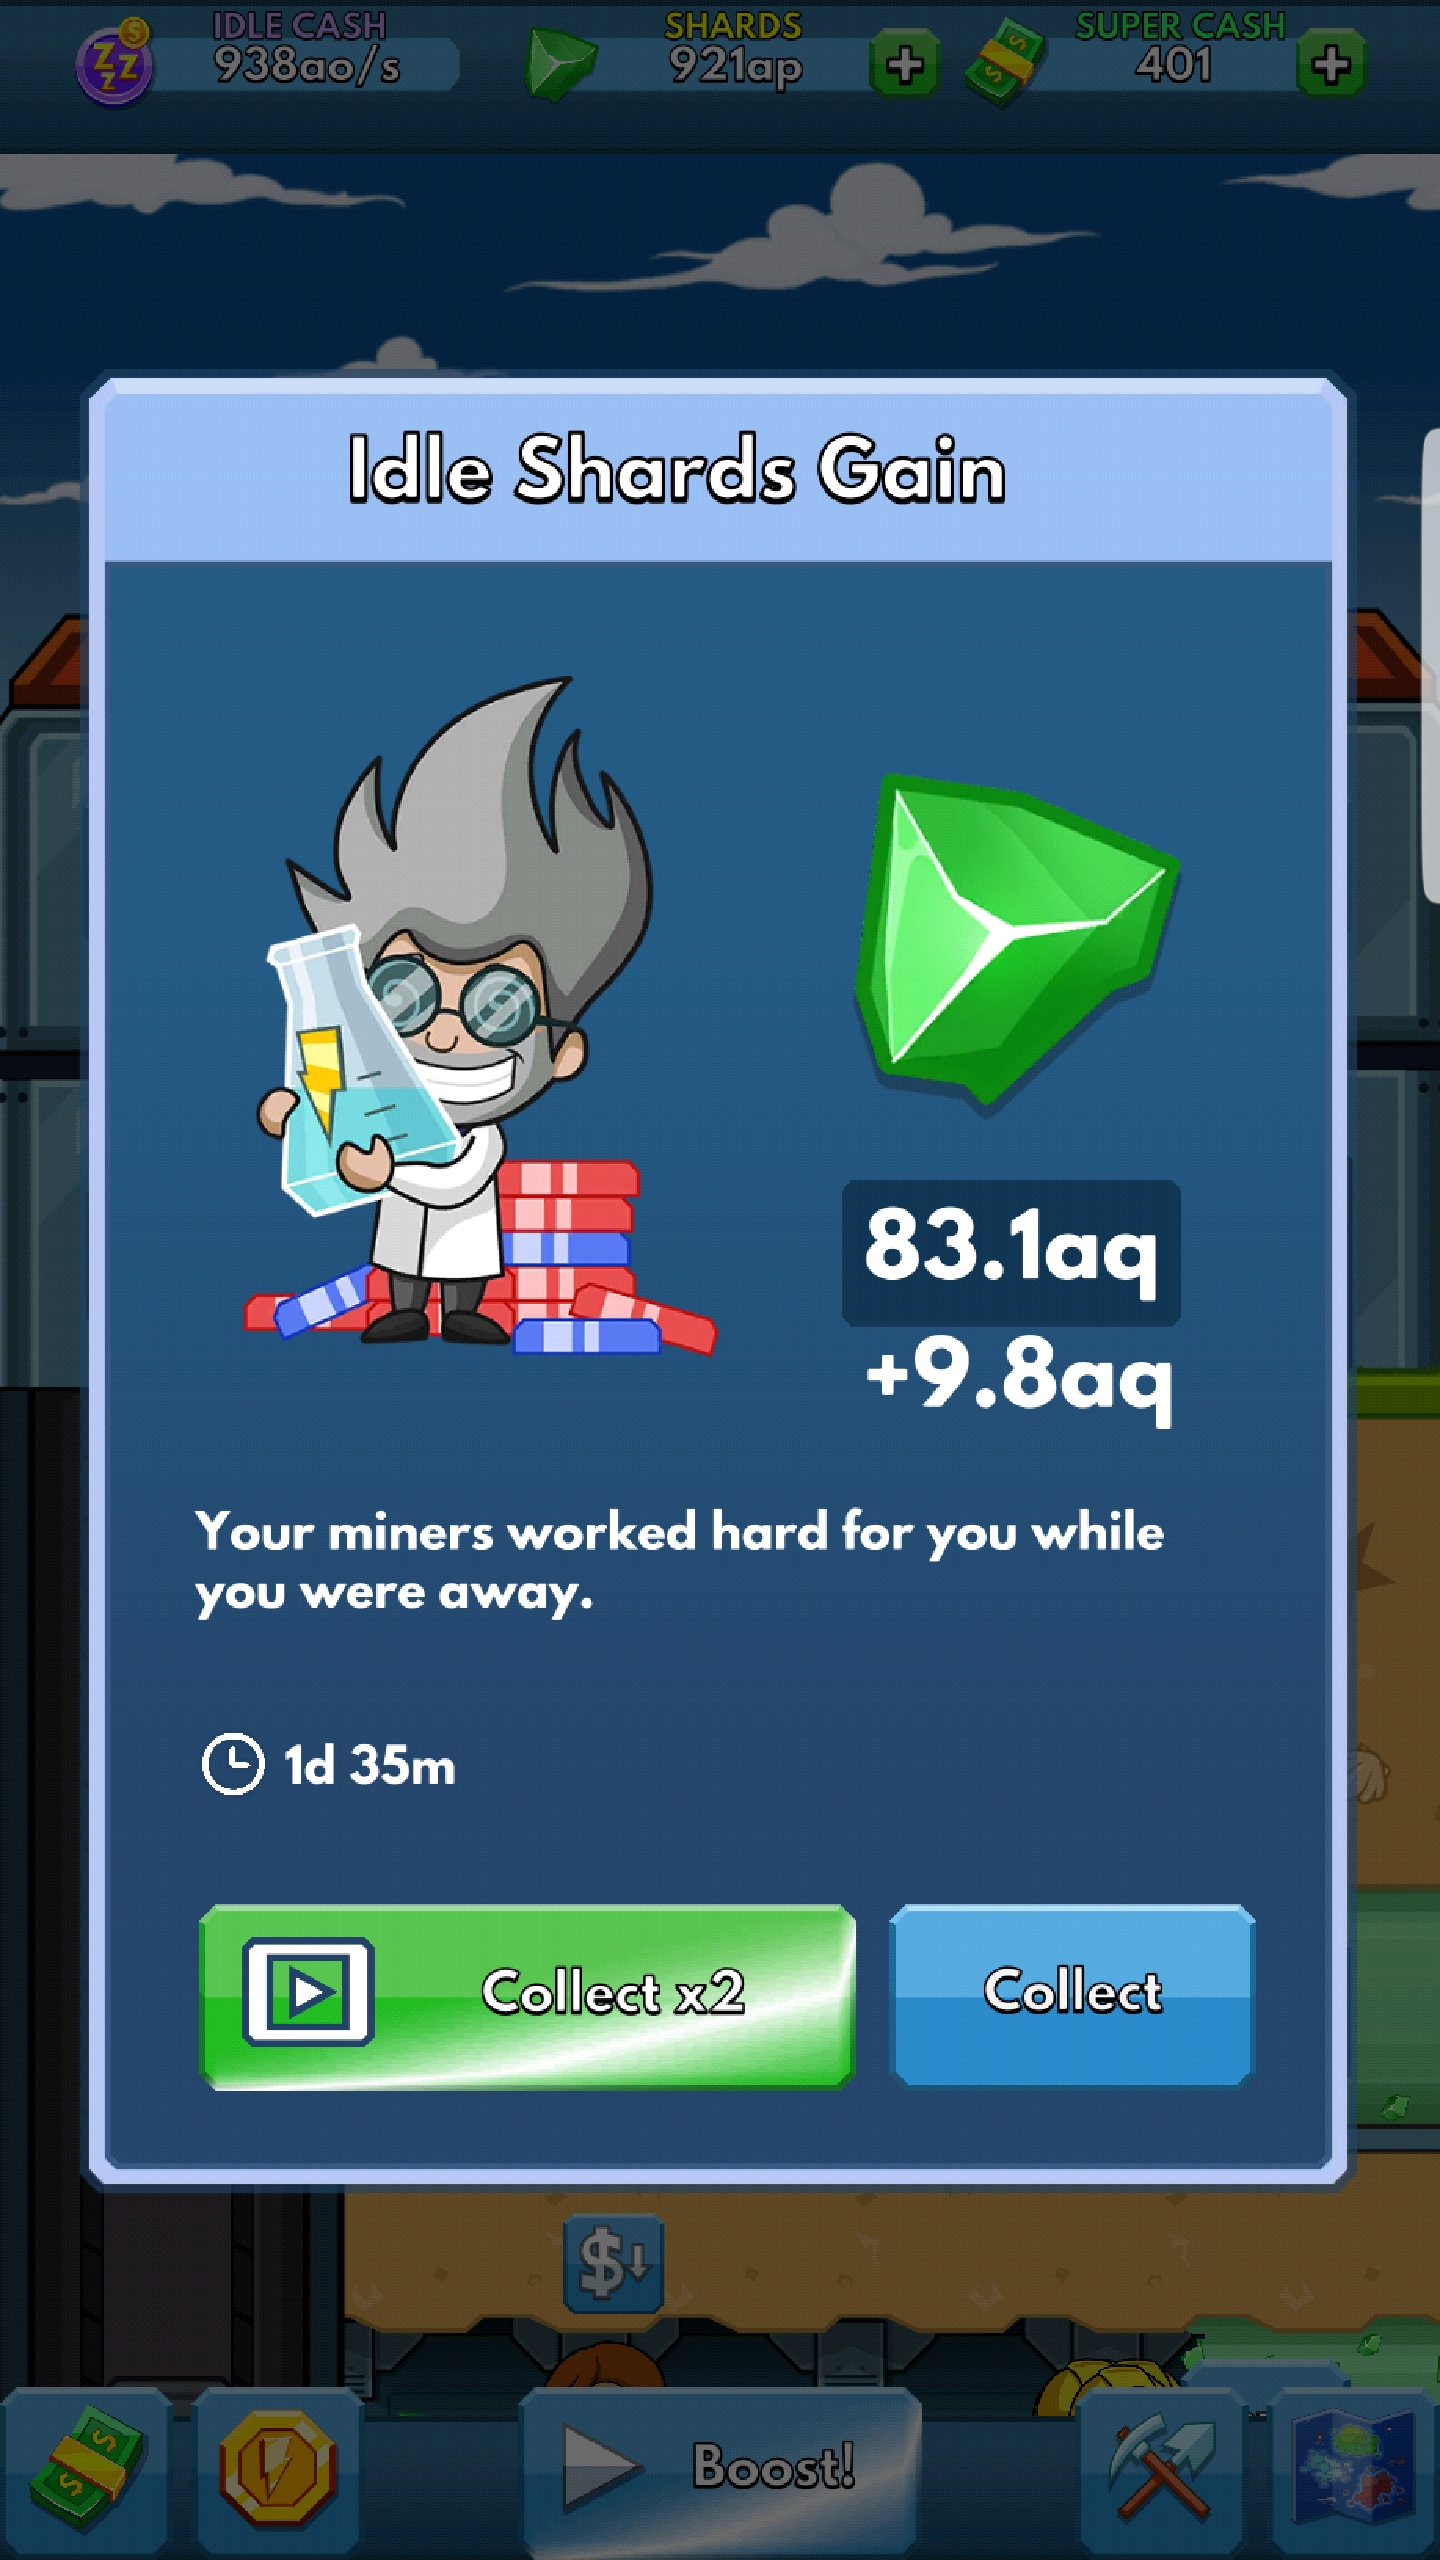 IDLE CASH
938ao/s
SHARDS
921ap
SUPER CASH
401
Idle Shards Gain
83.1aq
+9.8aq
Your miners worked hard for you while
you were away.
1d 35m
Collect x2
Collect
Boost!